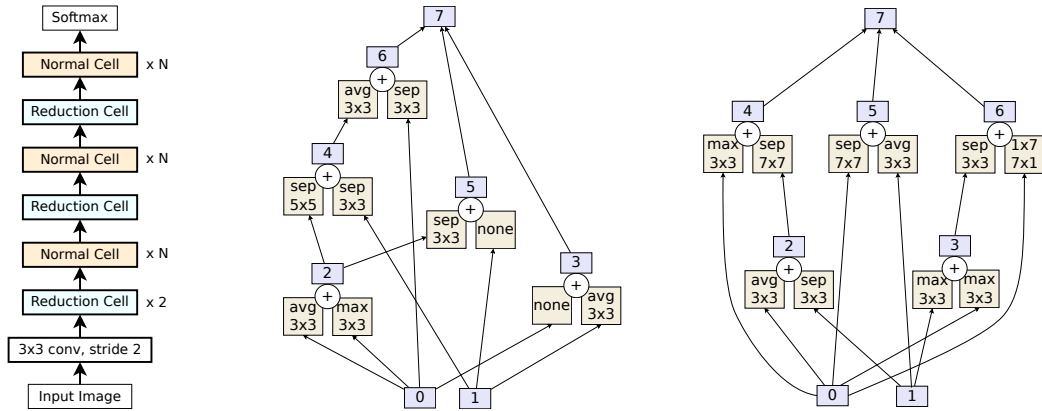 Softmax
Normal Cell x N
Reduction Cell
Normal Cell x N
Reduction Cell
Normal Cell x N
Reduction Cell x 2
3x3 conv, stride 2
Input Image
7
6
+
avg 3x3
sep 3x3
4
+
sep 5x5
sep 3x3
5
+
sep 3x3
none
2
+
avg 3x3
max 3x3
3
+
none
avg 3x3
0
1
7
4
+
max 3x3
sep 7x7
5
+
sep 7x7
avg 3x3
6
+
sep 3x3
1x7 7x1
2
+
avg 3x3
sep 3x3
3
+
max 3x3
max 3x3
0
1